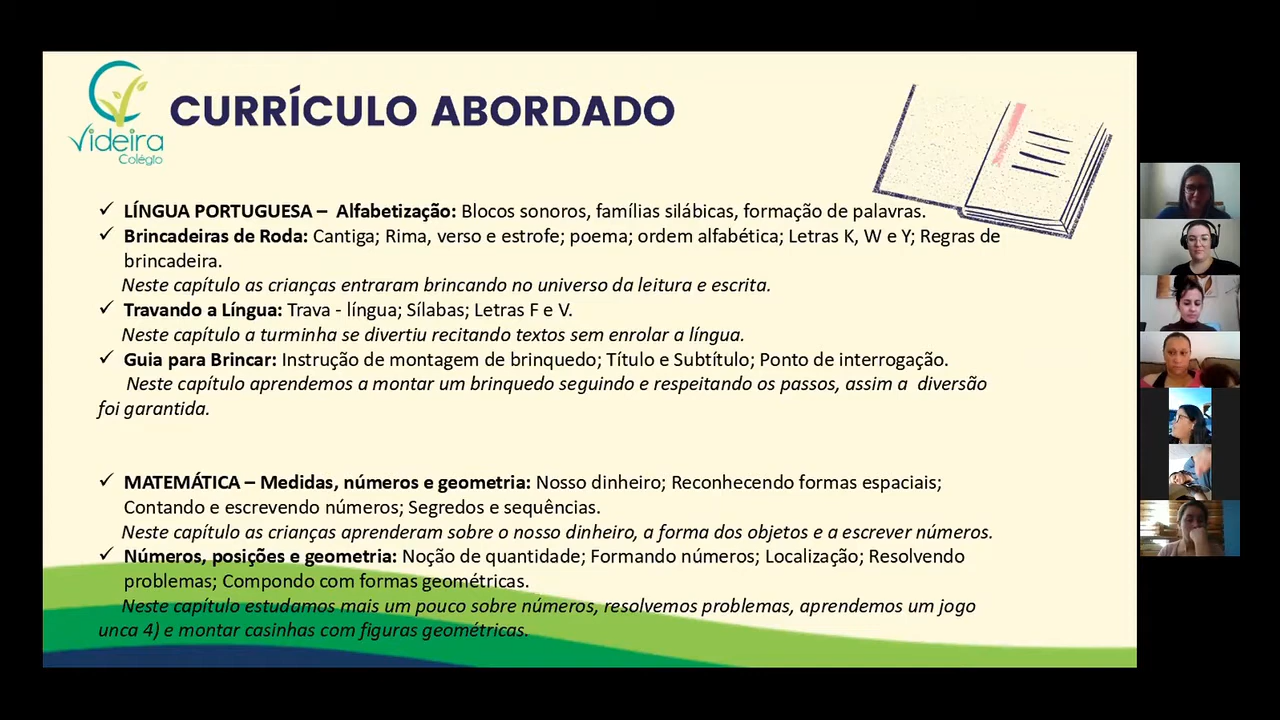 Videira
Colégio
CURRÍCULO ABORDADO
✓ LÍNGUA PORTUGUESA – Alfabetização: Blocos sonoros, famílias silábicas, formação de palavras.
✓ Brincadeiras de Roda: Cantiga; Rima, verso e estrofe; poema; ordem alfabética; Letras K, W e Y; Regras de
brincadeira.
Neste capítulo as crianças entraram brincando no universo da leitura e escrita.
✓ Travando a Língua: Trava - língua; Sílabas; Letras F e V.
Neste capítulo a turminha se divertiu recitando textos sem enrolar a língua.
✓ Guia para Brincar: Instrução de montagem de brinquedo; Título e Subtítulo; Ponto de interrogação.
Neste capítulo aprendemos a montar um brinquedo seguindo e respeitando os passos, assim a diversão
foi garantida.
✓ MATEMÁTICA – Medidas, números e geometria: Nosso dinheiro; Reconhecendo formas espaciais;
Contando e escrevendo números; Segredos e sequências.
Neste capítulo as crianças aprenderam sobre o nosso dinheiro, a forma dos objetos e a escrever números.
✓ Números, posições e geometria: Noção de quantidade; Formando números; Localização; Resolvendo
problemas; Compondo com formas geométricas.
Neste capítulo estudamos mais um pouco sobre números, resolvemos problemas, aprendemos um jogo
unca 4) e montar casinhas com figuras geométricas.